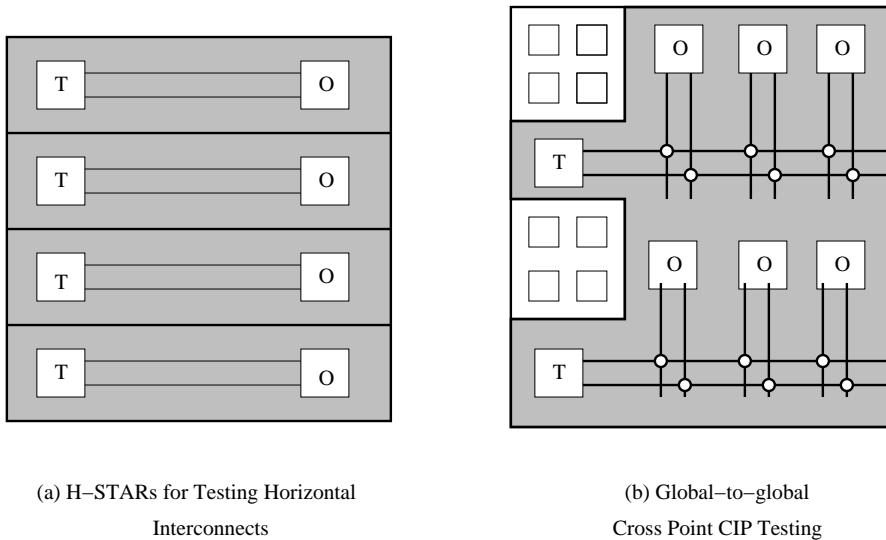 T O
T O
T O
T O
(a) H−STARs for Testing Horizontal
Interconnects
O O O
T
O O O
T
(b) Global−to−global
Cross Point CIP Testing